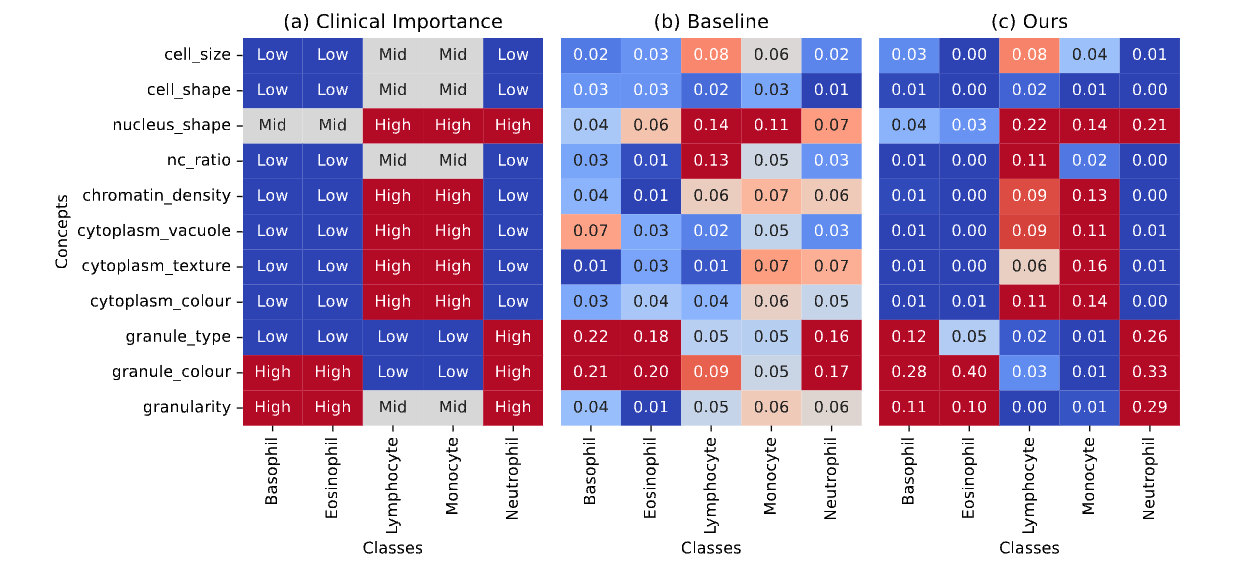 (a) Clinical Importance (b) Baseline (c) Ours
cell_size Low Low Mid Mid Low 0.02 0.03 0.08 0.06 0.02 0.03 0.00 0.08 0.04 0.01
cell_shape Low Low Mid Mid Low 0.03 0.03 0.02 0.03 0.01 0.01 0.00 0.02 0.01 0.00
nucleus_shape Mid Mid High High High 0.04 0.06 0.14 0.11 0.07 0.04 0.03 0.22 0.14 0.21
nc_ratio Low Low Mid Mid Low 0.03 0.01 0.13 0.05 0.03 0.01 0.00 0.11 0.02 0.00
chromatin_density Low Low High High Low 0.04 0.01 0.06 0.07 0.06 0.01 0.00 0.09 0.13 0.00
cytoplasm_vacuole Low Low High High Low 0.07 0.03 0.02 0.05 0.03 0.01 0.00 0.09 0.11 0.01
cytoplasm_texture Low Low High High Low 0.01 0.03 0.01 0.07 0.07 0.01 0.00 0.06 0.16 0.01
cytoplasm_colour Low Low High High Low 0.03 0.04 0.04 0.06 0.05 0.01 0.01 0.11 0.14 0.00
granule_type Low Low Low Low High 0.22 0.18 0.05 0.05 0.16 0.12 0.05 0.02 0.01 0.26
granule_colour High High Low Low High 0.21 0.20 0.09 0.05 0.17 0.28 0.40 0.03 0.01 0.33
granularity High High Mid Mid High 0.04 0.01 0.05 0.06 0.06 0.11 0.10 0.00 0.01 0.29
Concepts
Basophil Eosinophil Lymphocyte Monocyte Neutrophil Basophil Eosinophil Lymphocyte Monocyte Neutrophil Basophil Eosinophil Lymphocyte Monocyte Neutrophil
Classes Classes Classes